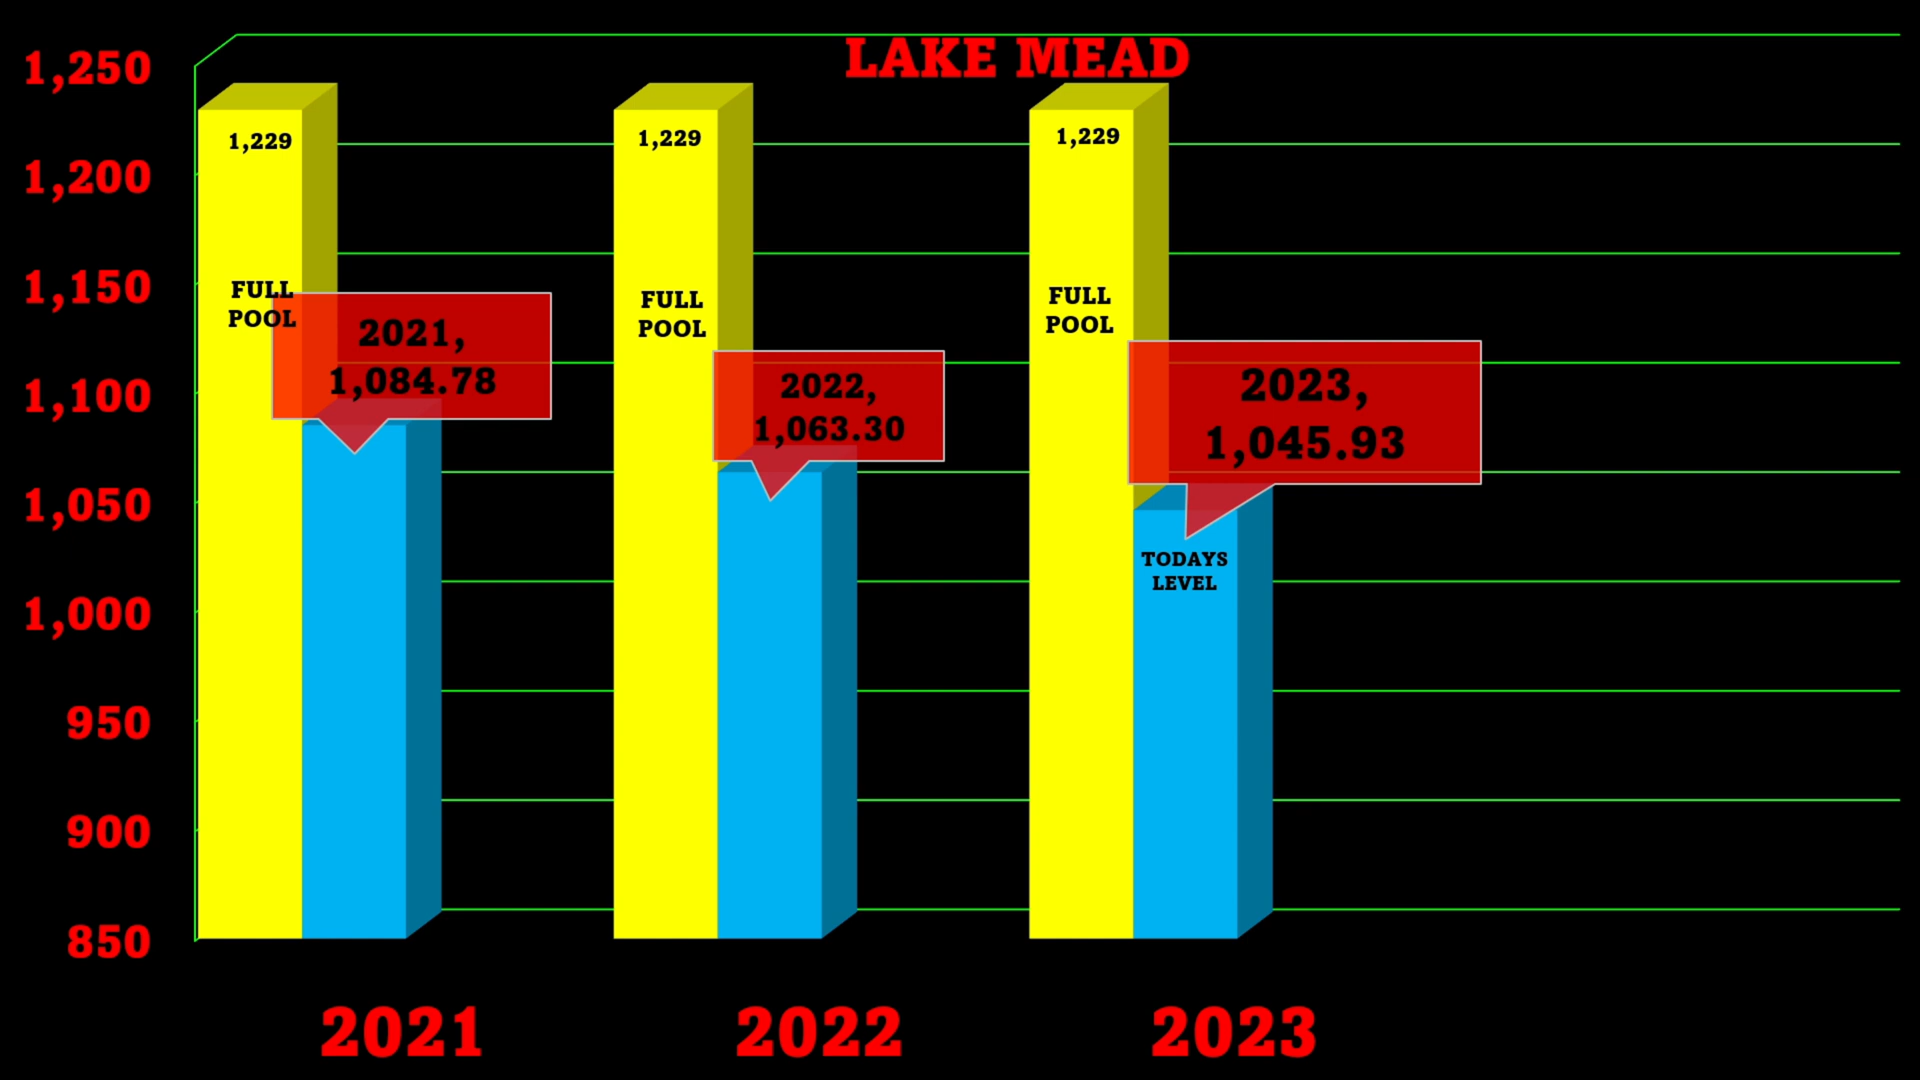 LAKE MEAD
1,250
1,200
1,150
1,100
1,050
1,000
950
900
850
1,229
FULL
POOL
2021,
1,084.78
1,229
FULL
POOL
2022,
1,063.30
1,229
FULL
POOL
2023,
1,045.93
TODAYS
LEVEL
2021
2022
2023